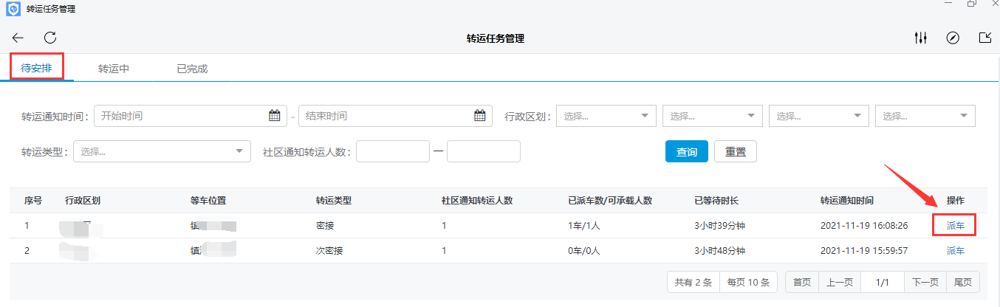 转运任务管理
转运任务管理
待安排 转运中 已完成
转运通知时间： 开始时间 - 结束时间 行政区划： 选择... 选择... 选择... 选择...
转运类型： 选择... 社区通知转运人数： — 查询 重置
序号 行政区划 等车位置 转运类型 社区通知转运人数 已派车数/可承载人数 已等待时长 转运通知时间 操作
1 镇 密接 1 1车/1人 3小时39分钟 2021-11-19 16:08:26 派车
2 镇 次密接 1 0车/0人 3小时48分钟 2021-11-19 15:59:57 派车
共有 2 条 每页 10 条 首页 上一页 1/1 下一页 尾页